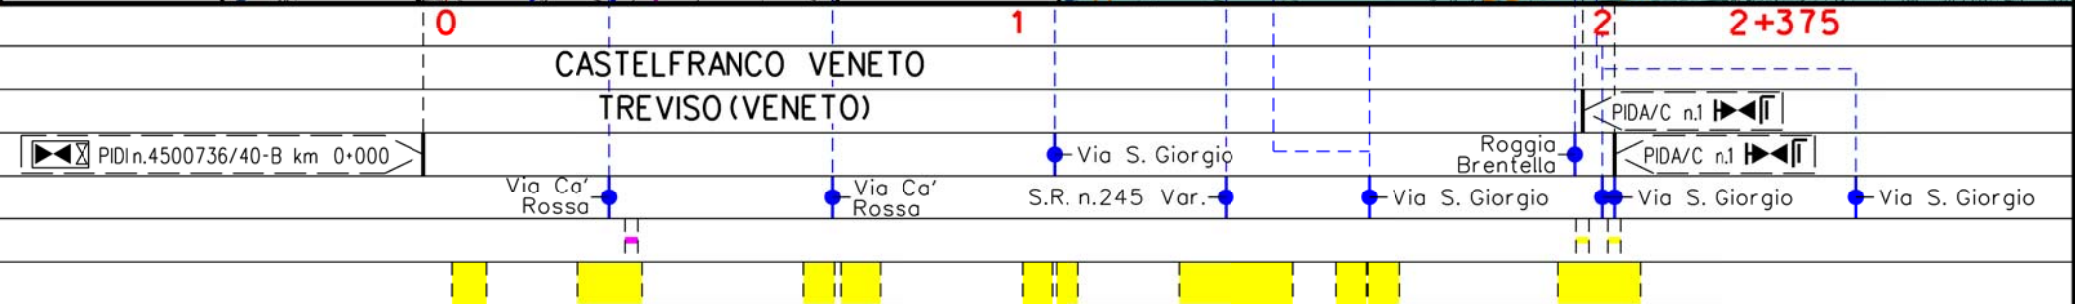 0 1 2 2+375
CASTELFRANCO VENETO
TREVISO (VENETO)
PIDA/C n.1
PIDI n.4500736/40-B km 0+000
Via S. Giorgio
Roggia
Brentella
PIDA/C n.1
Via Ca'
Rossa
Via Ca'
Rossa
S.R. n.245 Var.
Via S. Giorgio
Via S. Giorgio
Via S. Giorgio